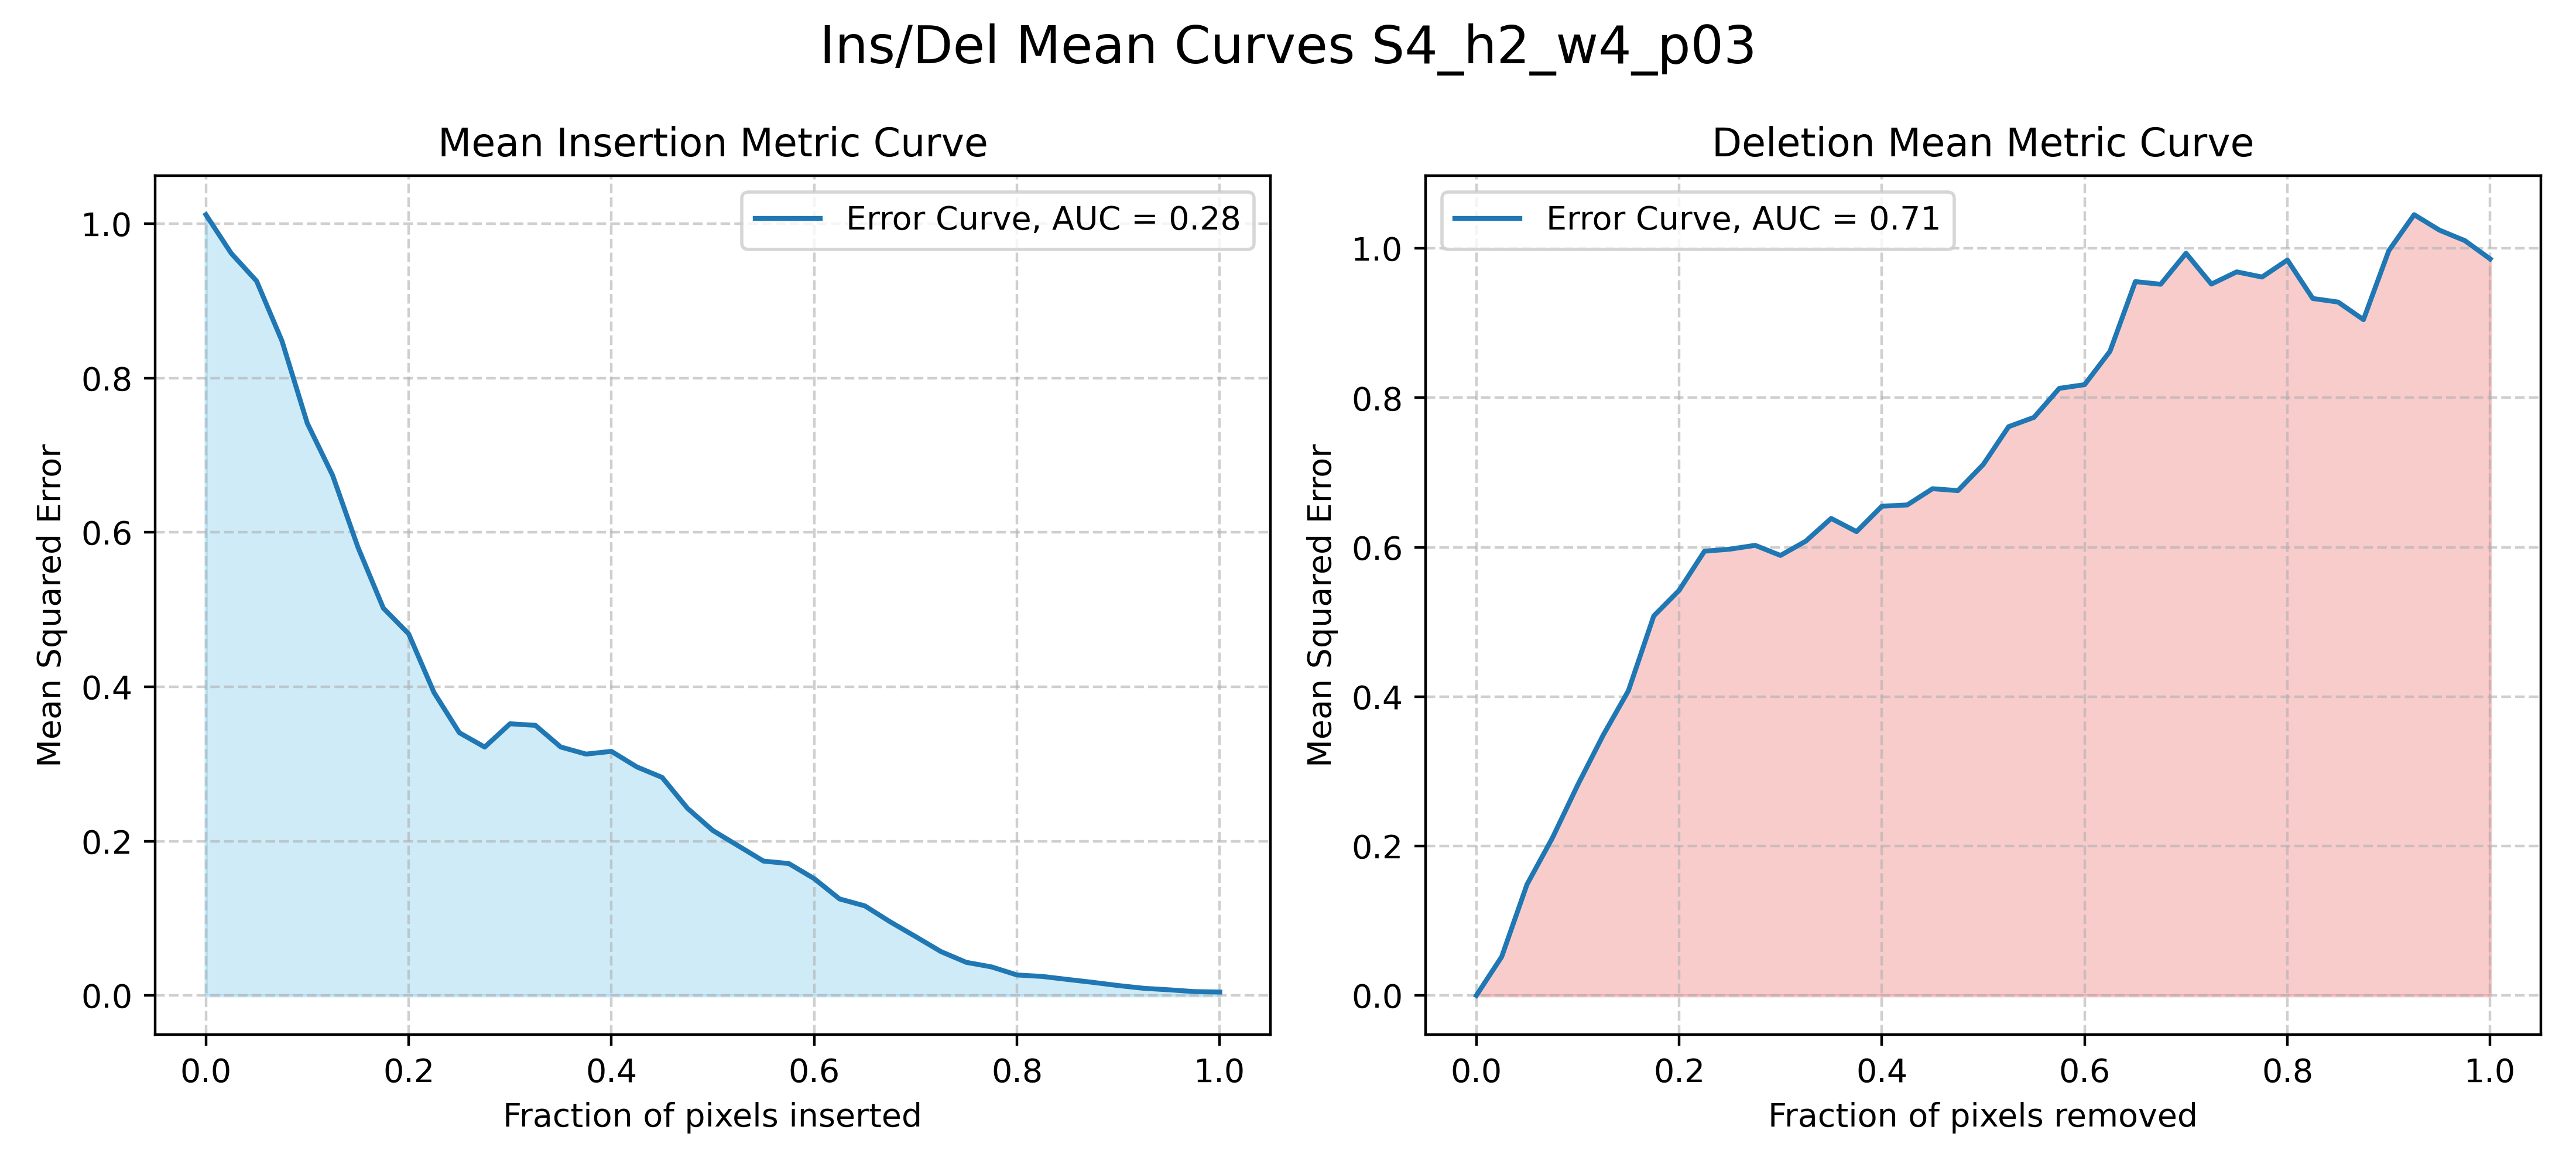 Ins/Del Mean Curves S4_h2_w4_p03
Mean Insertion Metric Curve
Error Curve, AUC = 0.28
Mean Squared Error
1.0
0.8
0.6
0.4
0.2
0.0
0.0 0.2 0.4 0.6 0.8 1.0
Fraction of pixels inserted
Deletion Mean Metric Curve
Error Curve, AUC = 0.71
Mean Squared Error
1.0
0.8
0.6
0.4
0.2
0.0
0.0 0.2 0.4 0.6 0.8 1.0
Fraction of pixels removed